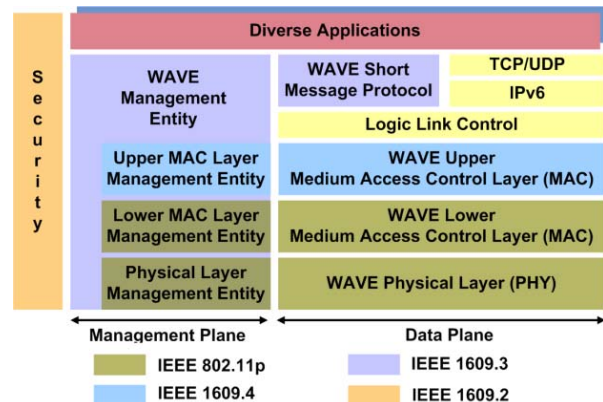 Diverse Applications
Security
WAVE
Management
Entity
WAVE Short
Message Protocol
TCP/UDP
IPv6
Logic Link Control
Upper MAC Layer
Management Entity
WAVE Upper
Medium Access Control Layer (MAC)
Lower MAC Layer
Management Entity
WAVE Lower
Medium Access Control Layer (MAC)
Physical Layer
Management Entity
WAVE Physical Layer (PHY)
Management Plane
Data Plane
IEEE 802.11p
IEEE 1609.3
IEEE 1609.4
IEEE 1609.2